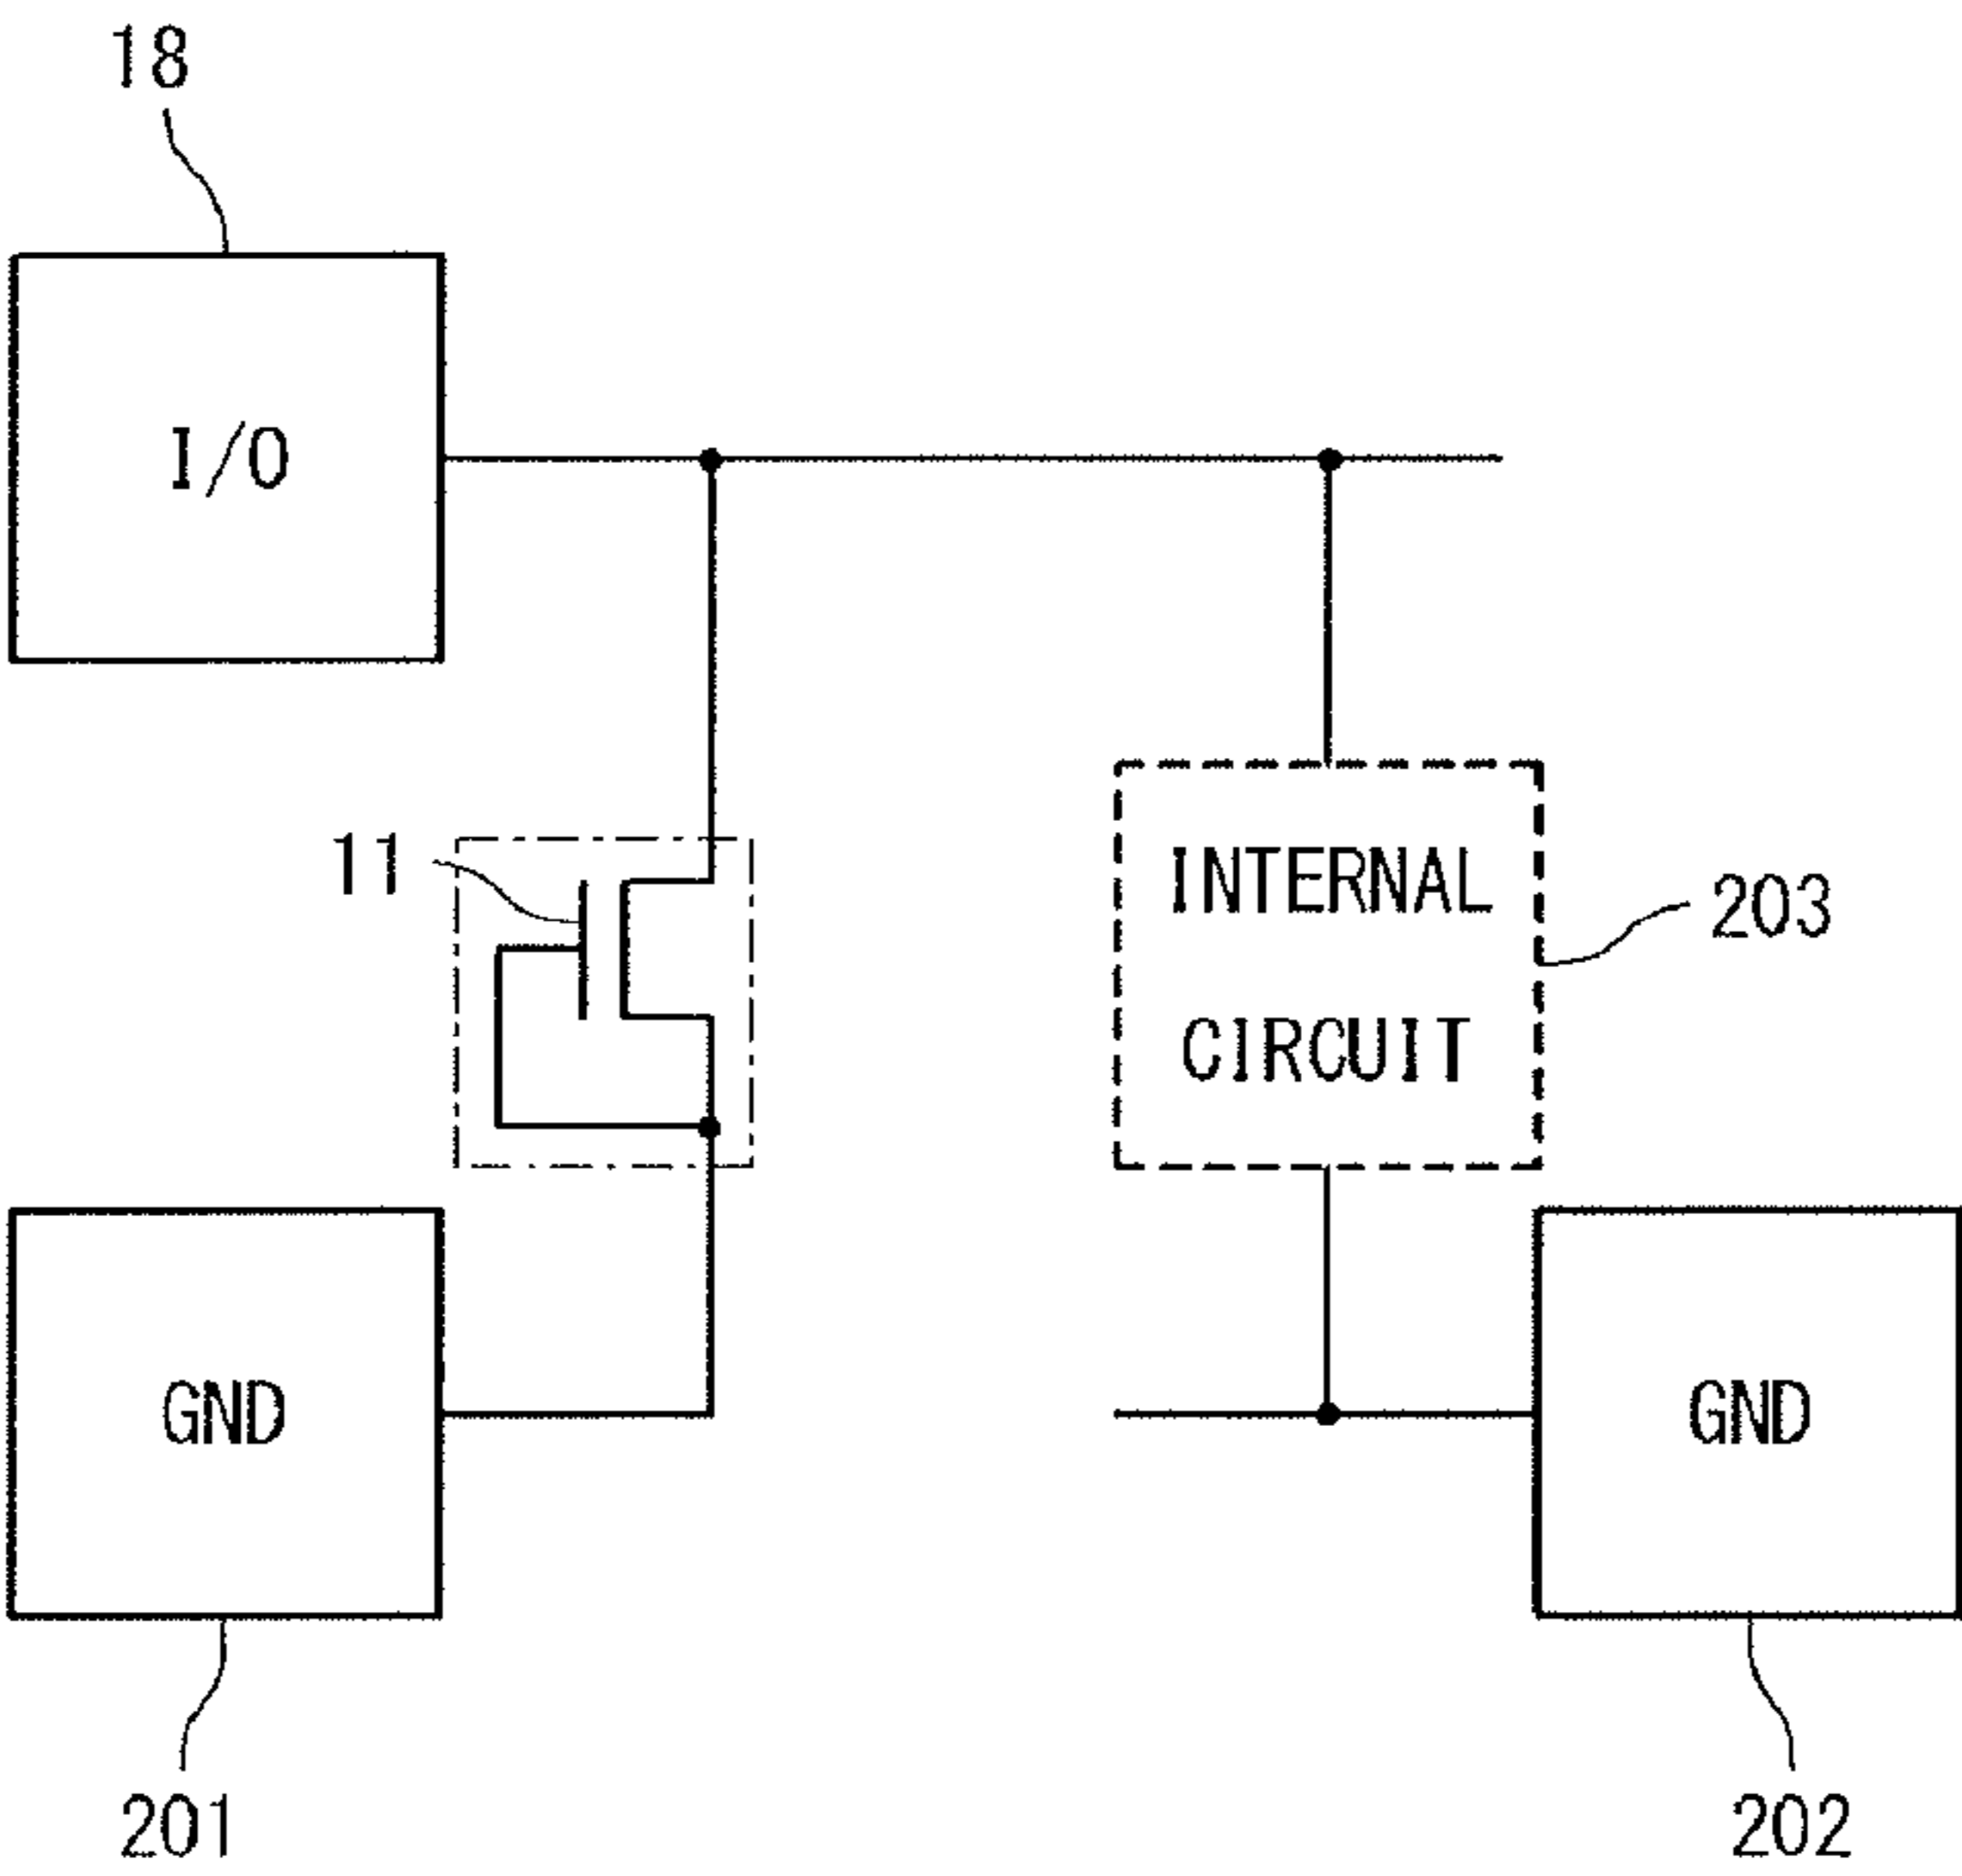 18
I/O
11
INTERNAL
CIRCUIT
203
GND
GND
201
202